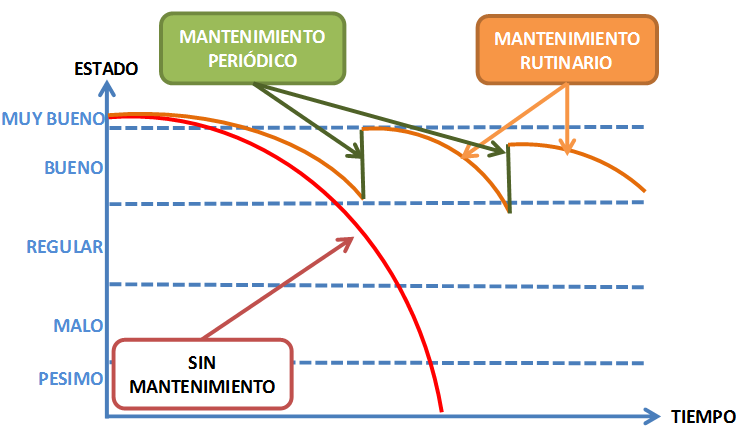 MANTENIMIENTO
PERIÓDICO
MANTENIMIENTO
RUTINARIO
ESTADO
MUY BUENO
BUENO
REGULAR
MALO
SIN
MANTENIMIENTO
PESIMO
TIEMPO